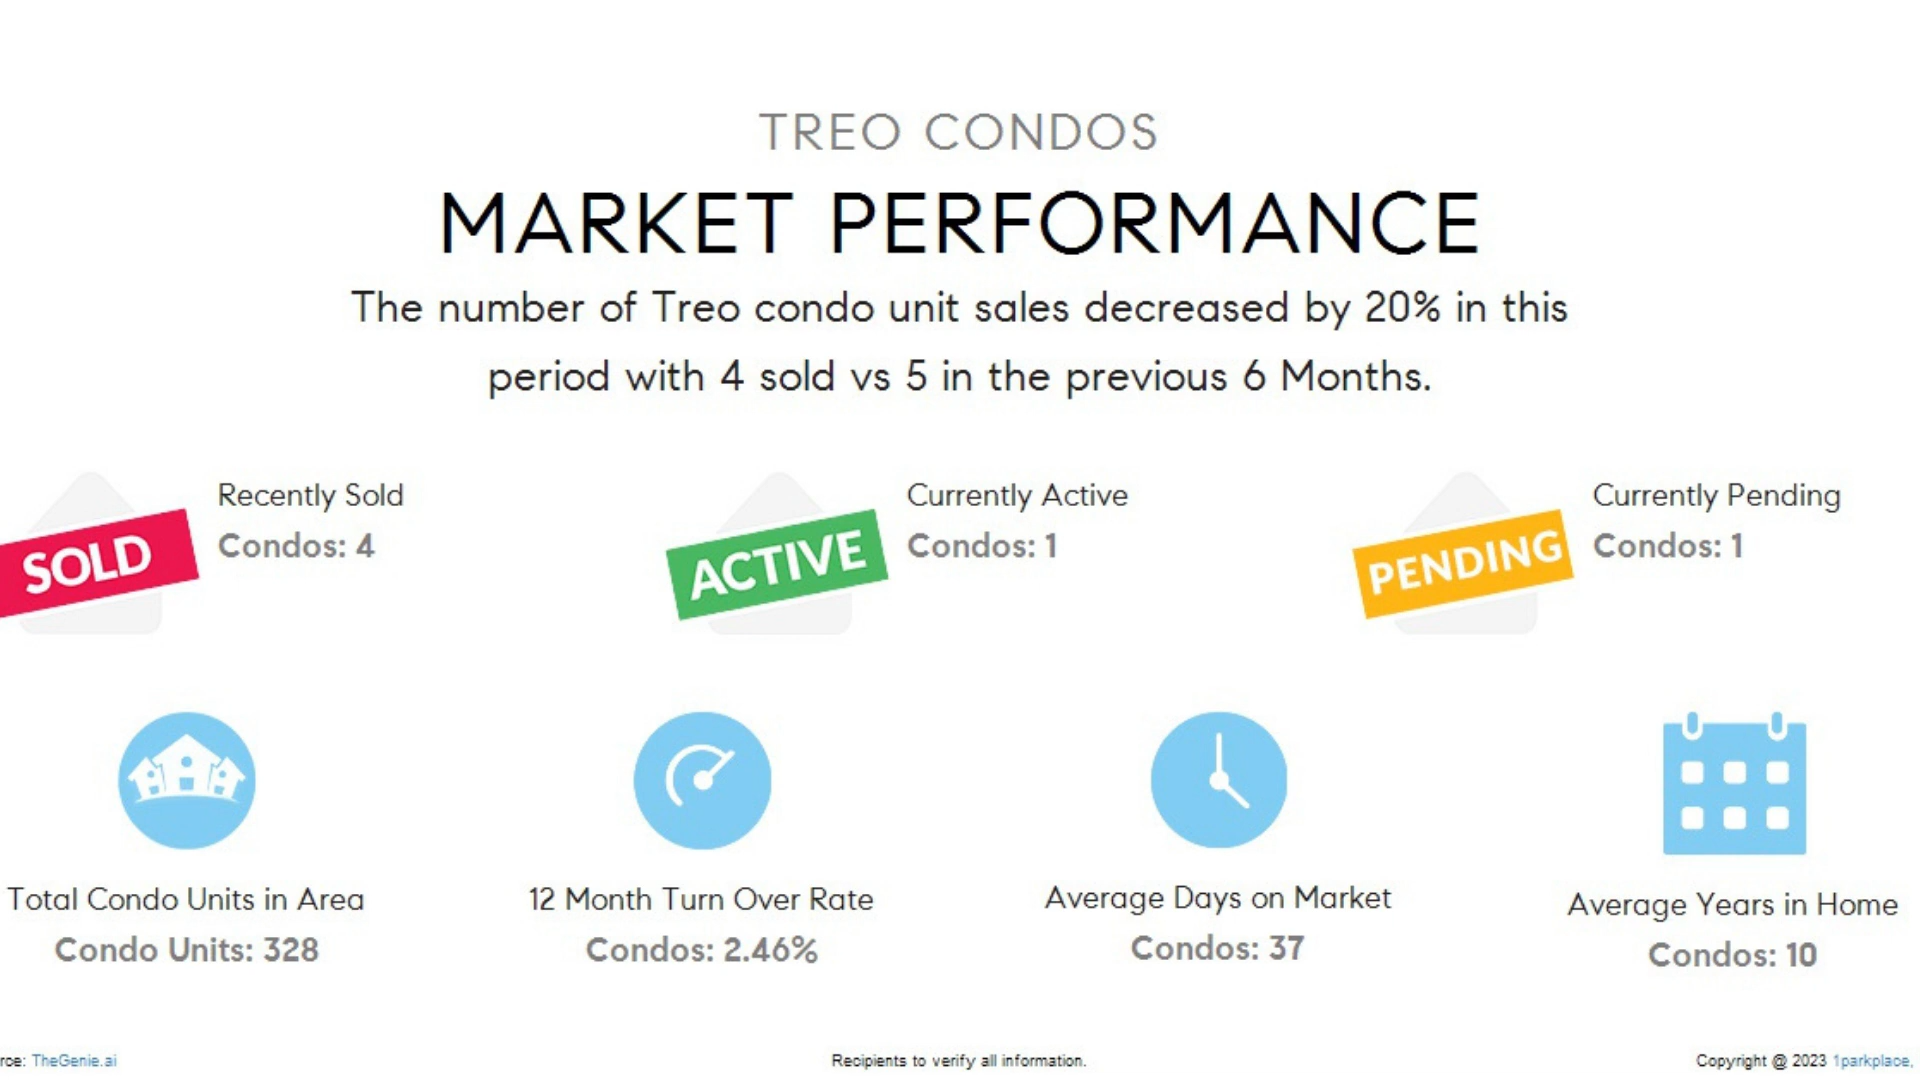 TREO CONDOS
MARKET PERFORMANCE
The number of Treo condo unit sales decreased by 20% in this
period with 4 sold vs 5 in the previous 6 Months.
SOLD
Recently Sold
Condos: 4
ACTIVE
Currently Active
Condos: 1
PENDING
Currently Pending
Condos: 1
Total Condo Units in Area
Condo Units: 328
12 Month Turn Over Rate
Condos: 2.46%
Average Days on Market
Condos: 37
Average Years in Home
Condos: 10
rce: TheGenie.ai
Recipients to verify all information.
Copyright @ 2023 1parkplace,